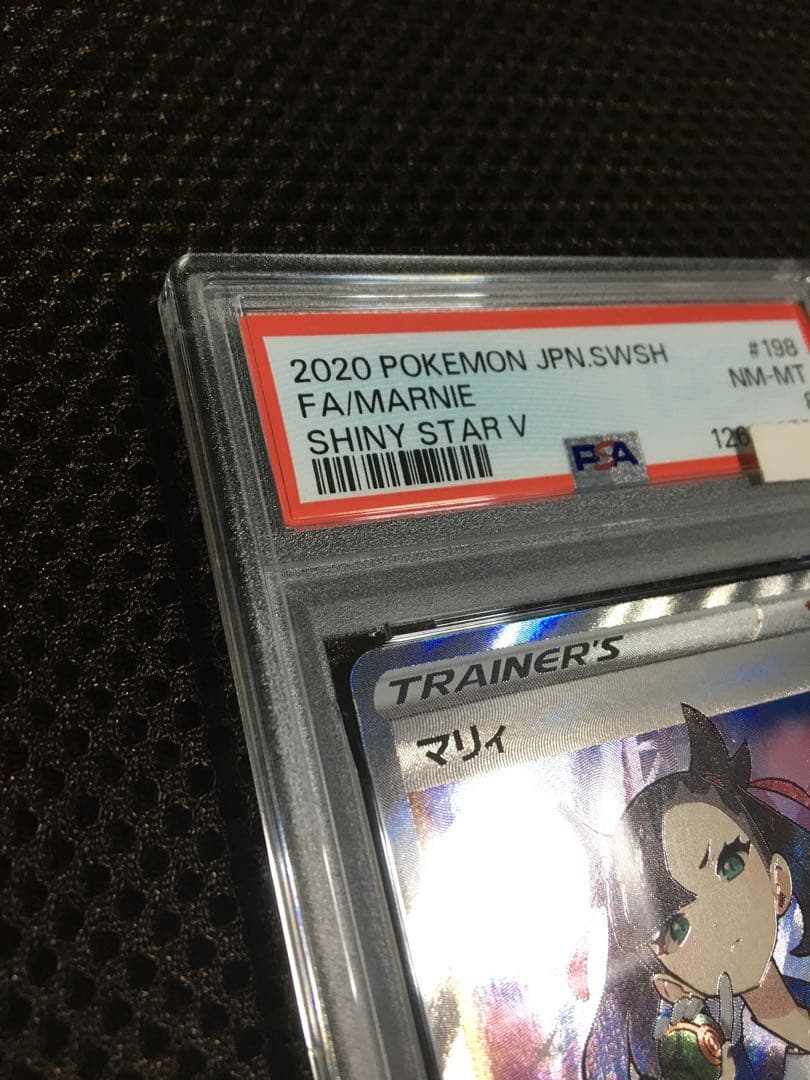 2020 POKEMON JPN.SWSH #198
FA/MARNIE NM-MT
SHINY STAR V
PSA
TRAINER'S
マリィ